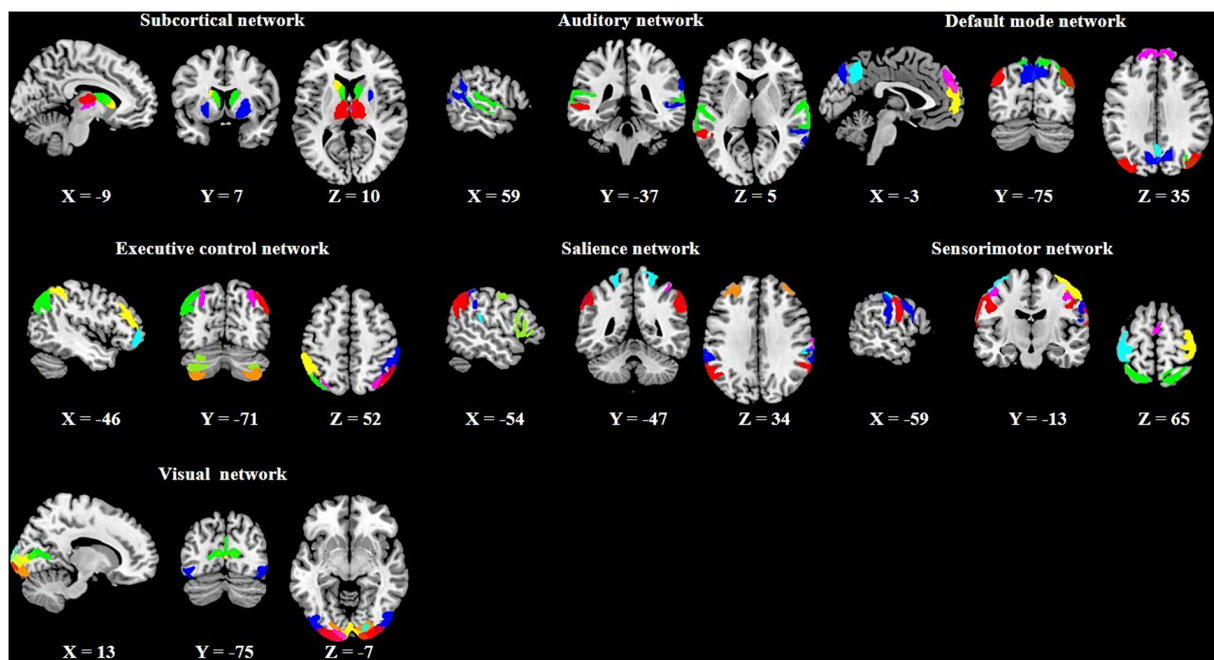 Subcortical network
Auditory network
Default mode network
X = -9
Y = 7
Z = 10
X = 59
Y = -37
Z = 5
X = -3
Y = -75
Z = 35
Executive control network
Salience network
Sensorimotor network
X = -46
Y = -71
Z = 52
X = -54
Y = -47
Z = 34
X = -59
Y = -13
Z = 65
Visual network
X = 13
Y = -75
Z = -7